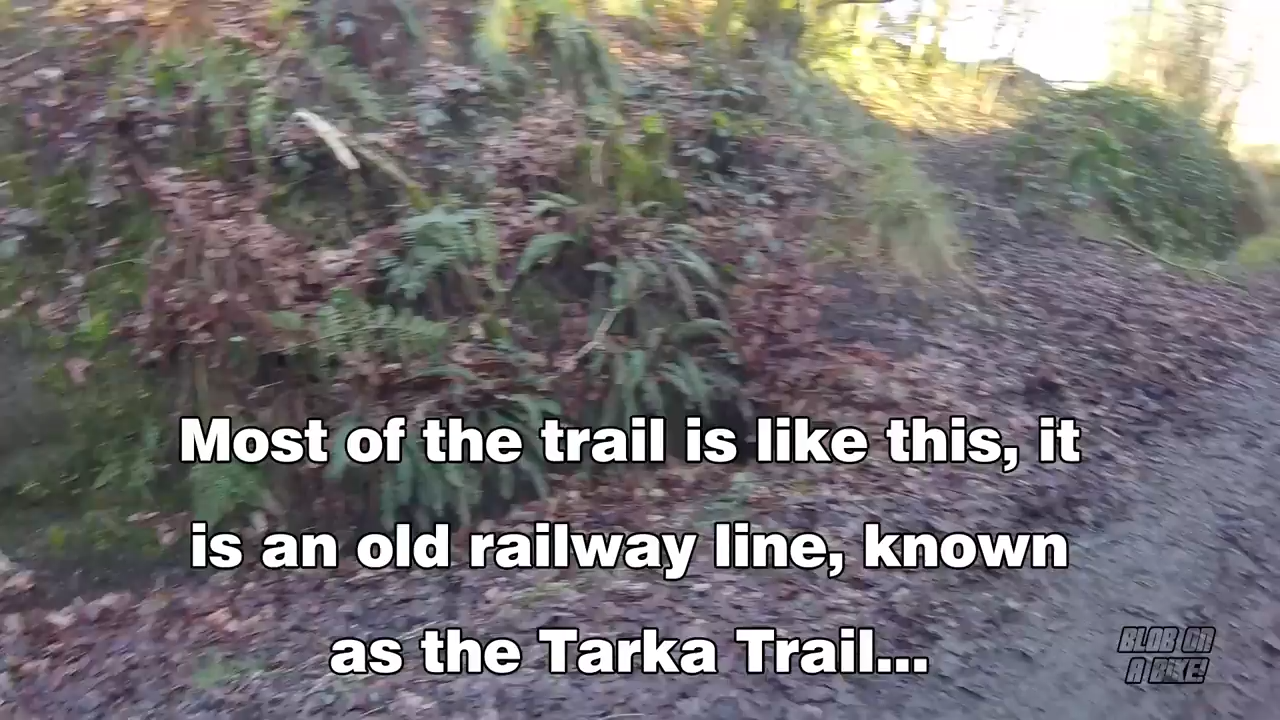 Most of the trail is like this, it
is an old railway line, known
as the Tarka Trail...
BLOB ON
A BIKE!